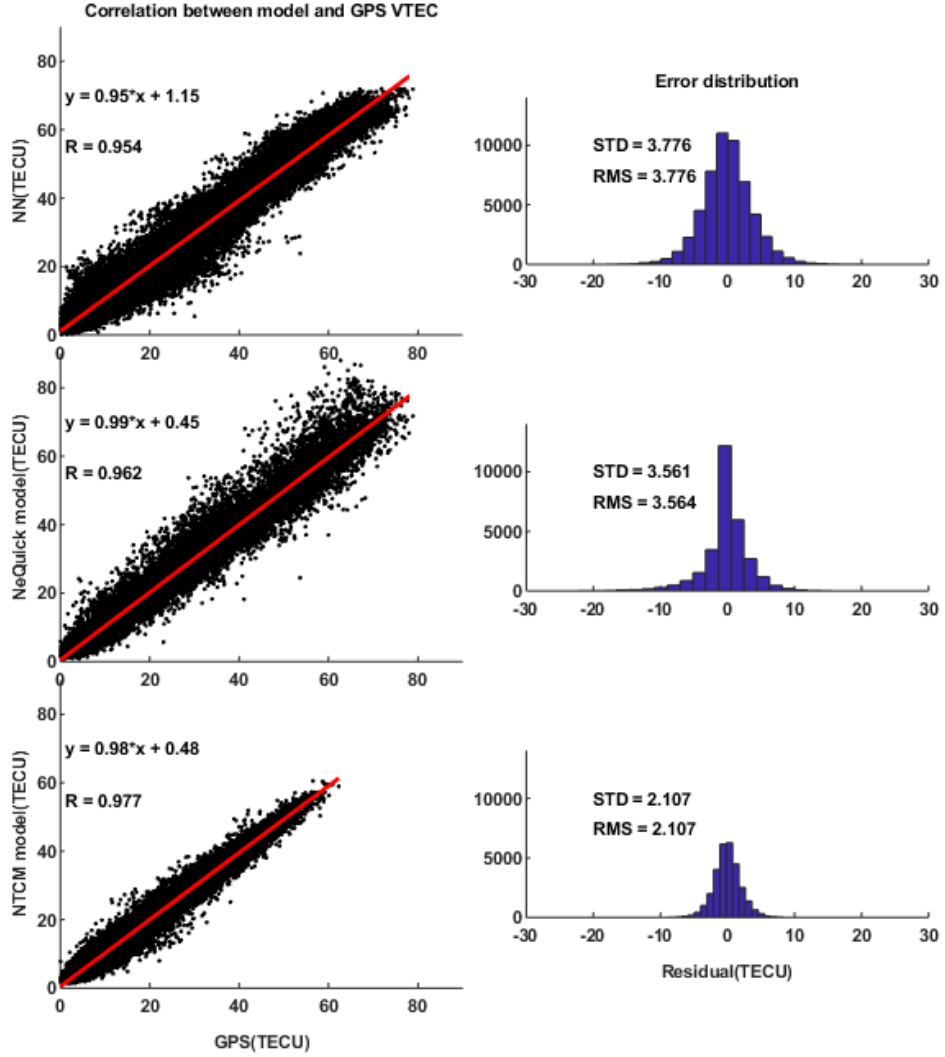 Correlation between model and GPS VTEC
80
60
40
20
0
NN(TECU)
y = 0.95*x + 1.15
R = 0.954
0 20 40 60 80
Error distribution
10000
5000
0
STD = 3.776
RMS = 3.776
-30 -20 -10 0 10 20 30
80
60
40
20
0
NeQuick model(TECU)
y = 0.99*x + 0.45
R = 0.962
0 20 40 60 80
10000
5000
0
STD = 3.561
RMS = 3.564
-30 -20 -10 0 10 20 30
80
60
40
20
0
NTCM model(TECU)
y = 0.98*x + 0.48
R = 0.977
0 20 40 60 80
GPS(TECU)
10000
5000
0
STD = 2.107
RMS = 2.107
-30 -20 -10 0 10 20 30
Residual(TECU)